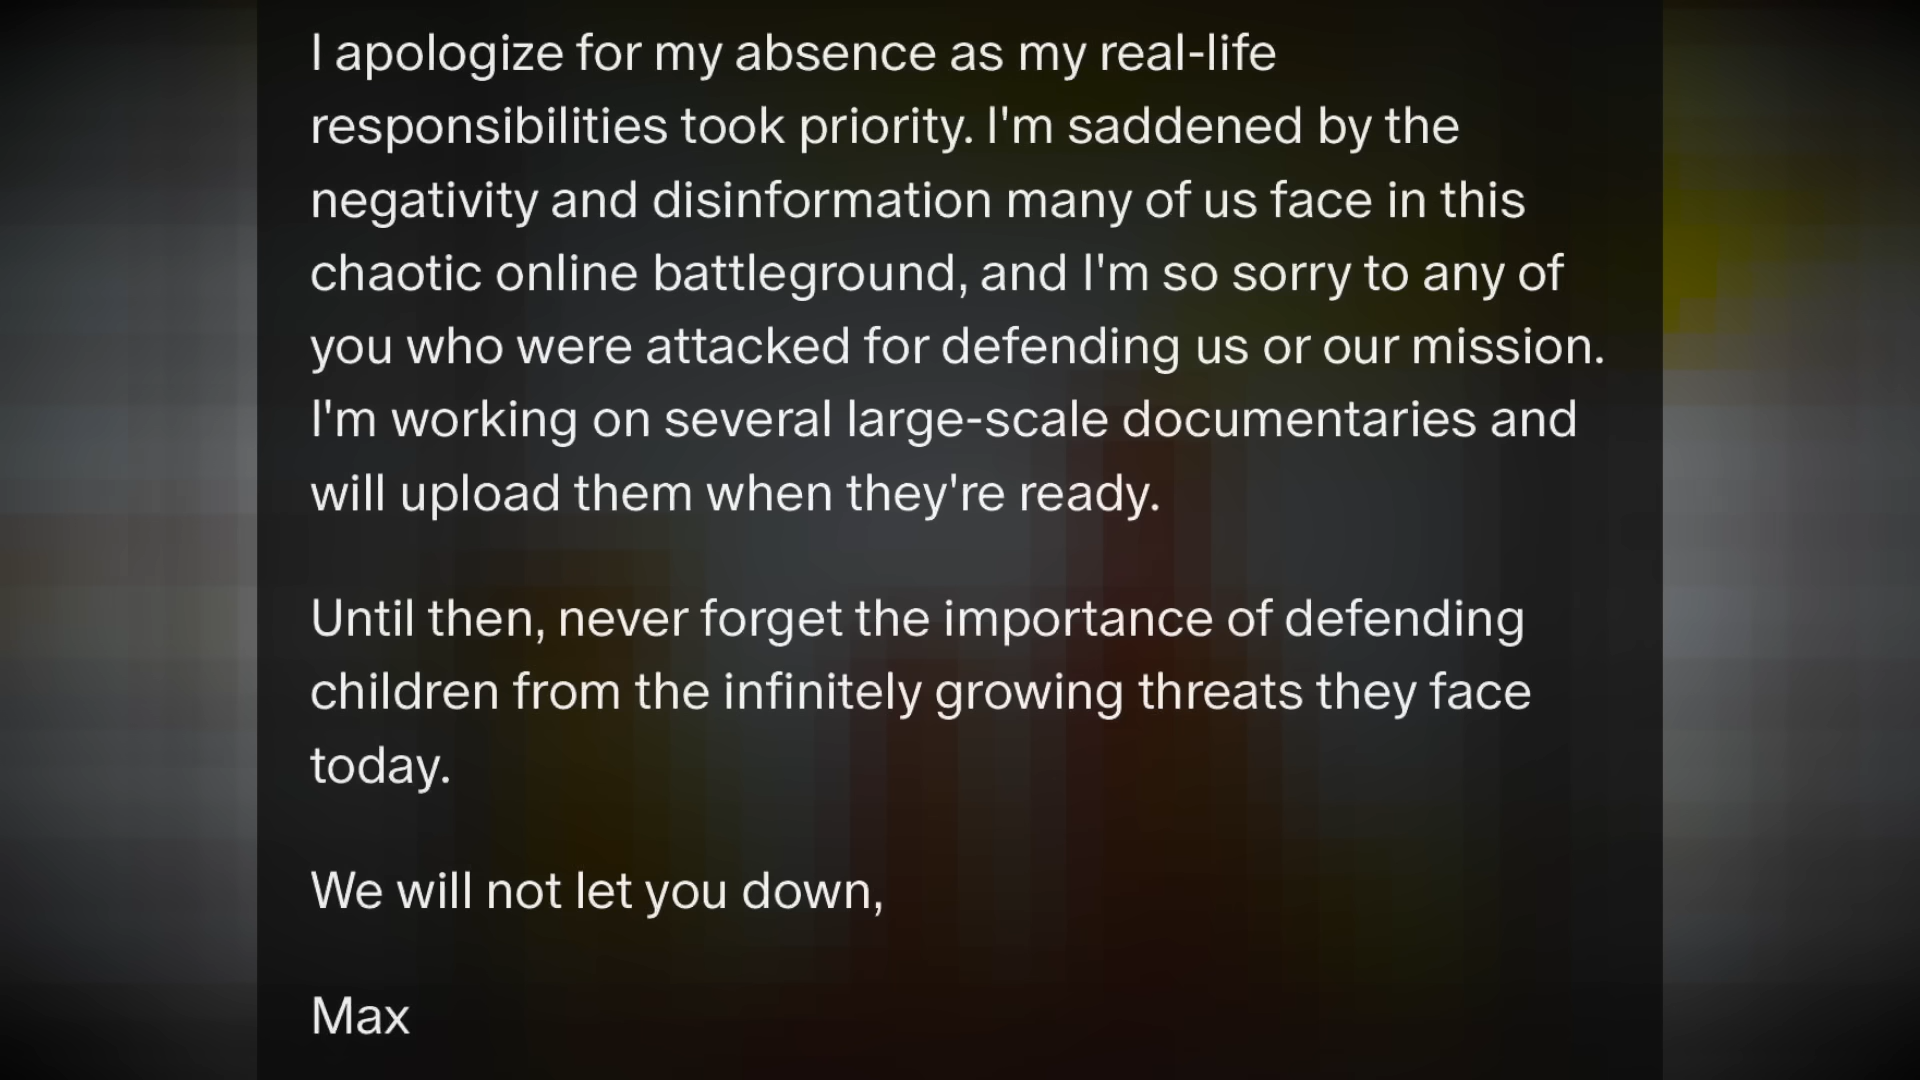 I apologize for my absence as my real-life
responsibilities took priority. I'm saddened by the
negativity and disinformation many of us face in this
chaotic online battleground, and I'm so sorry to any of
you who were attacked for defending us or our mission.
I'm working on several large-scale documentaries and
will upload them when they're ready.
Until then, never forget the importance of defending
children from the infinitely growing threats they face
today.
We will not let you down,
Max